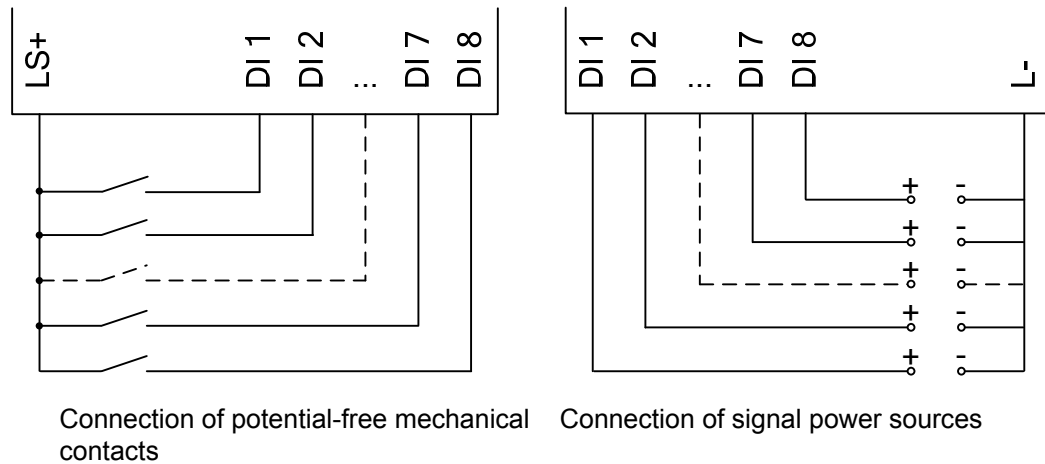 LS+ DI 1 DI 2 ... DI 7 DI 8
DI 1 DI 2 ... DI 7 DI 8 L-
+ -
+ -
+ -
+ -
+ -
Connection of potential-free mechanical
contacts
Connection of signal power sources